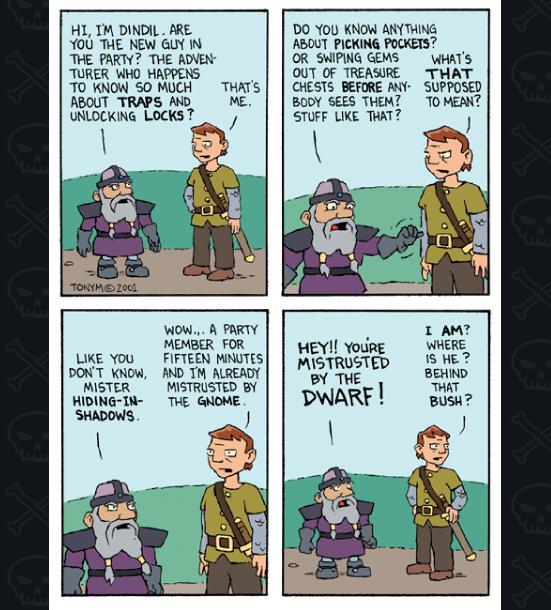 HI, I'M DINDIL. ARE
YOU THE NEW GUY IN
THE PARTY? THE ADVEN-
TURER WHO HAPPENS
TO KNOW SO MUCH
ABOUT TRAPS AND
UNLOCKING LOCKS?
THAT'S
ME.
TONYM © 2001
DO YOU KNOW ANYTHING
ABOUT PICKING POCKETS?
OR SWIPING GEMS
OUT OF TREASURE
CHESTS BEFORE ANY-
BODY SEES THEM?
STUFF LIKE THAT?
WHAT'S
THAT
SUPPOSED
TO MEAN?
LIKE YOU
DON'T KNOW,
MISTER
HIDING-IN-
SHADOWS.
WOW... A PARTY
MEMBER FOR
FIFTEEN MINUTES
AND I'M ALREADY
MISTRUSTED BY
THE GNOME.
HEY!! YOU'RE
MISTRUSTED
BY THE
DWARF!
I AM?
WHERE
IS HE?
BEHIND
THAT
BUSH?